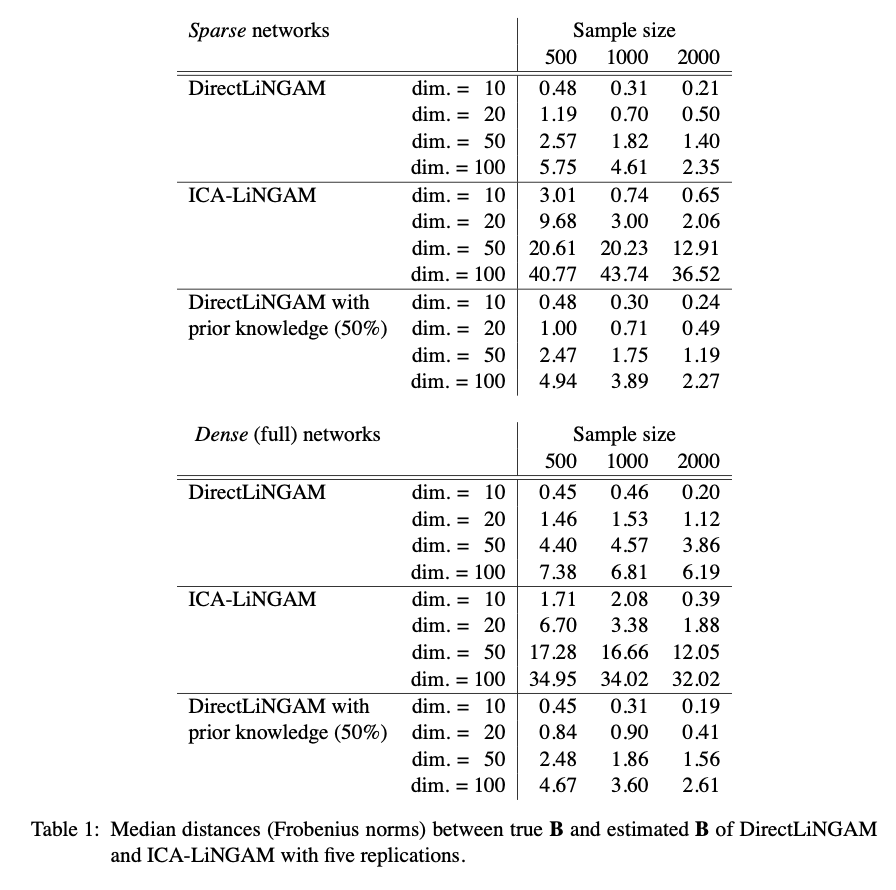 Sparse networks Sample size
500 1000 2000
DirectLiNGAM dim. = 10 0.48 0.31 0.21
dim. = 20 1.19 0.70 0.50
dim. = 50 2.57 1.82 1.40
dim. = 100 5.75 4.61 2.35
ICA-LiNGAM dim. = 10 3.01 0.74 0.65
dim. = 20 9.68 3.00 2.06
dim. = 50 20.61 20.23 12.91
dim. = 100 40.77 43.74 36.52
DirectLiNGAM with dim. = 10 0.48 0.30 0.24
prior knowledge (50%) dim. = 20 1.00 0.71 0.49
dim. = 50 2.47 1.75 1.19
dim. = 100 4.94 3.89 2.27
Dense (full) networks Sample size
500 1000 2000
DirectLiNGAM dim. = 10 0.45 0.46 0.20
dim. = 20 1.46 1.53 1.12
dim. = 50 4.40 4.57 3.86
dim. = 100 7.38 6.81 6.19
ICA-LiNGAM dim. = 10 1.71 2.08 0.39
dim. = 20 6.70 3.38 1.88
dim. = 50 17.28 16.66 12.05
dim. = 100 34.95 34.02 32.02
DirectLiNGAM with dim. = 10 0.45 0.31 0.19
prior knowledge (50%) dim. = 20 0.84 0.90 0.41
dim. = 50 2.48 1.86 1.56
dim. = 100 4.67 3.60 2.61
Table 1: Median distances (Frobenius norms) between true B and estimated B of DirectLiNGAM
and ICA-LiNGAM with five replications.